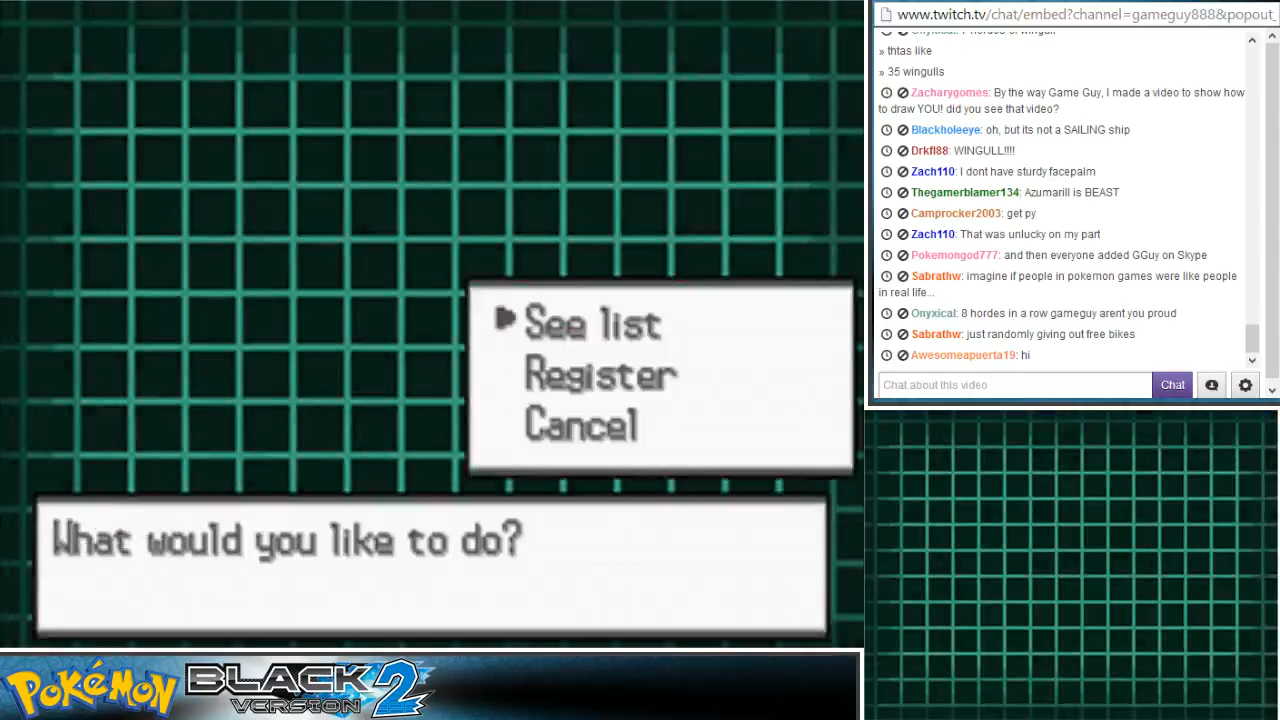 www.twitch.tv/chat/embed?channel=gameguy888&popout_
» thtas like
» 35 wingulls
Zacharygomes: By the way Game Guy, I made a video to show how
to draw YOU! did you see that video?
Blackholeeye: oh, but its not a SAILING ship
Drkfl88: WINGULL!!!!
Zach110: I dont have sturdy facepalm
Thegamerblamer134: Azumarill is BEAST
Camprocker2003: get py
Zach110: That was unlucky on my part
Pokemongod777: and then everyone added GGuy on Skype
Sabrathw: imagine if people in pokemon games were like people
in real life...
Onyxical: 8 hordes in a row gameguy arent you proud
Sabrathw: just randomly giving out free bikes
Awesomeapuerta19: hi
Chat about this video
Chat
See list
Register
Cancel
What would you like to do?
POKéMON
BLACK 2
VERSION